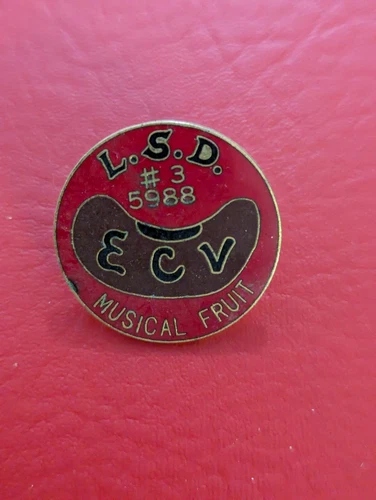 L.S.D.
# 3
5988
ECV
MUSICAL FRUIT